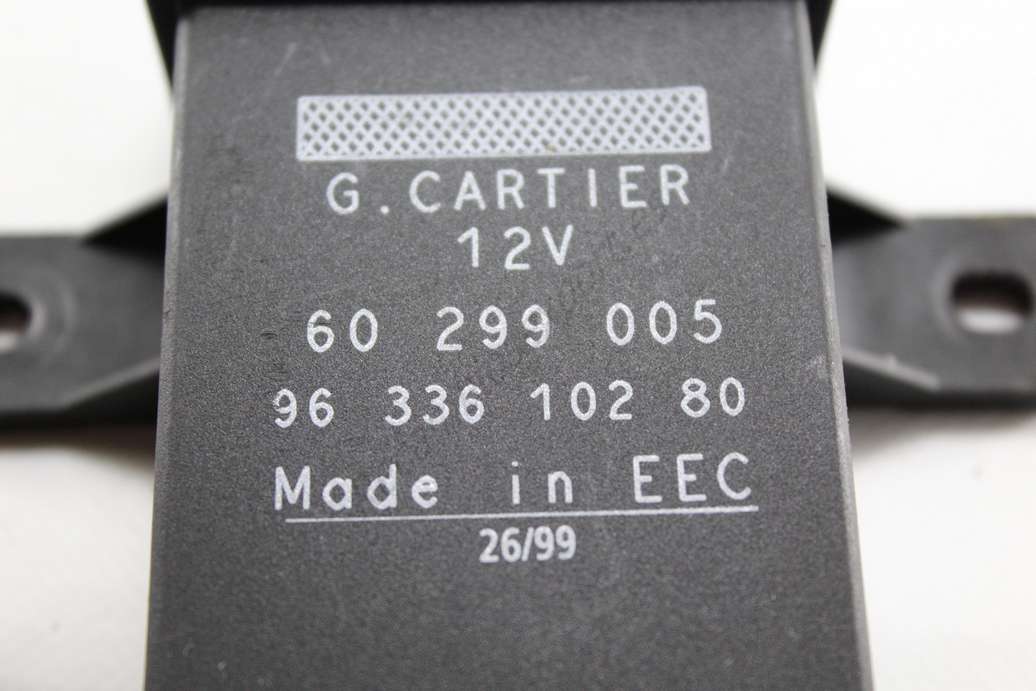 G.CARTIER
12V
60 299 005
96 336 102 80
Made in EEC
26/99